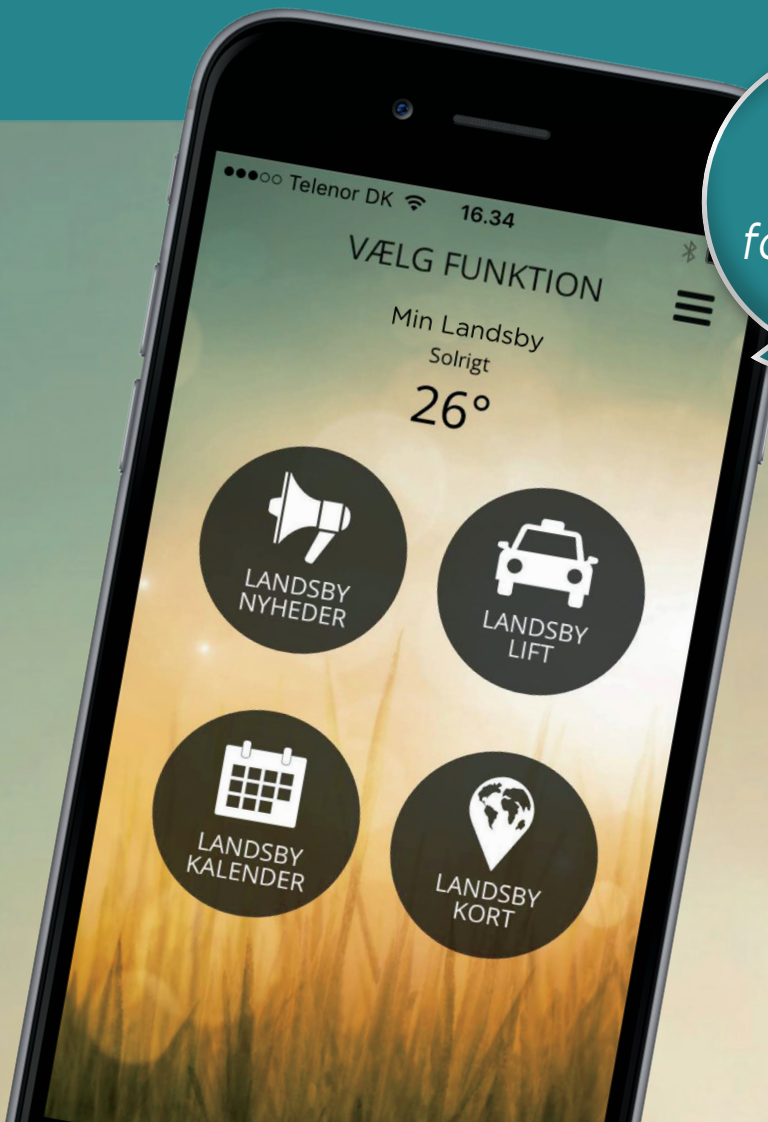 Telenor DK
16.34
VÆLG FUNKTION
Min Landsby
Solrigt
26°
LANDSBY
NYHEDER
LANDSBY
LIFT
LANDSBY
KALENDER
LANDSBY
KORT